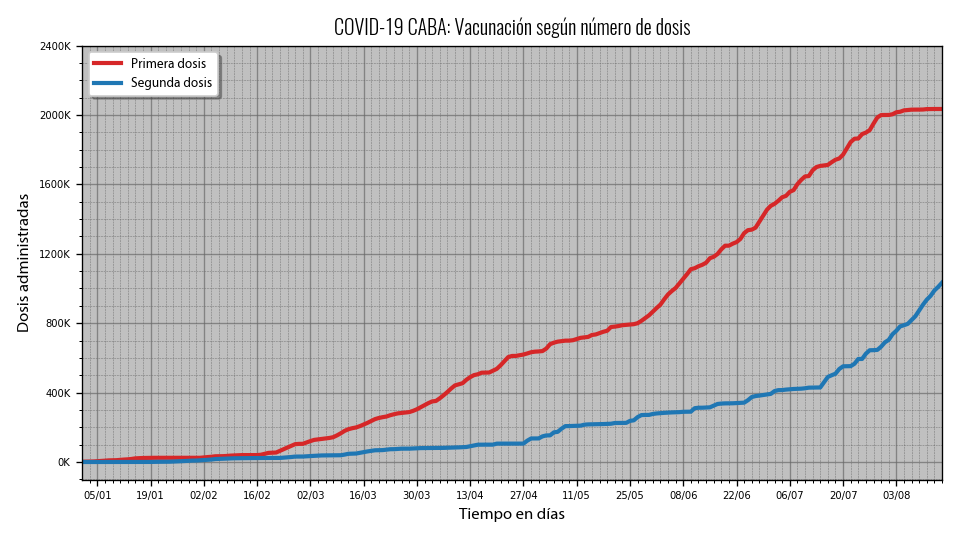 COVID-19 CABA: Vacunación según número de dosis
Primera dosis
Segunda dosis
Dosis administradas
2400K
2000K
1600K
1200K
800K
400K
0K
05/01 19/01 02/02 16/02 02/03 16/03 30/03 13/04 27/04 11/05 25/05 08/06 22/06 06/07 20/07 03/08
Tiempo en días